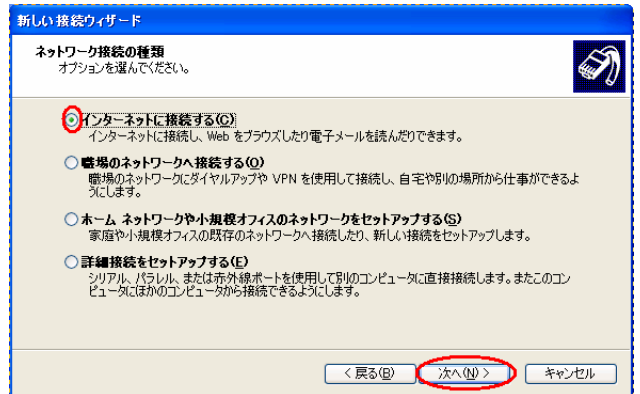 新しい接続ウィザード
ネットワーク接続の種類
オプションを選んでください。
インターネットに接続する(C)
インターネットに接続し、Web をブラウズしたり電子メールを読んだりできます。
職場のネットワークへ接続する(O)
職場のネットワークにダイヤルアップや VPN を使用して接続し、自宅や別の場所から仕事ができるよ
うにします。
ホーム ネットワークや小規模オフィスのネットワークをセットアップする(S)
家庭や小規模オフィスの既存のネットワークへ接続したり、新しい接続をセットアップします。
詳細接続をセットアップする(E)
シリアル、パラレル、または赤外線ポートを使用して別のコンピュータに直接接続します。またこのコン
ピュータにほかのコンピュータから接続できるようにします。
< 戻る(B) 次へ(N) > キャンセル